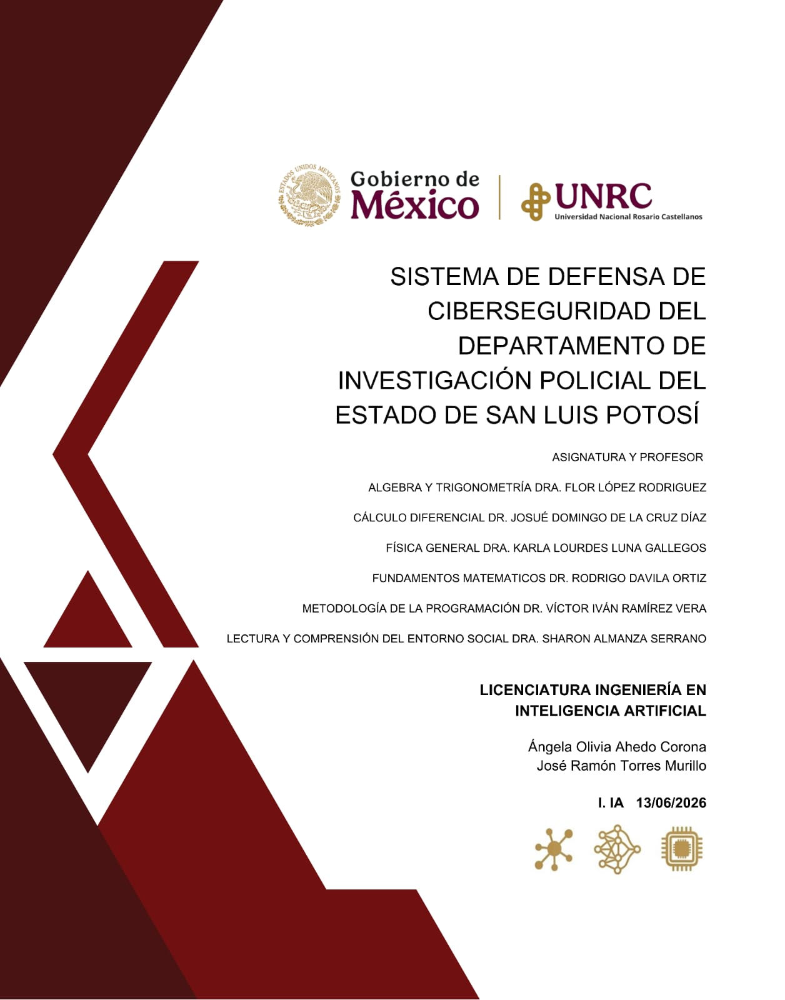 ESTADOS UNIDOS MEXICANOS
Gobierno de
México
UNRC
Universidad Nacional Rosario Castellanos
SISTEMA DE DEFENSA DE
CIBERSEGURIDAD DEL
DEPARTAMENTO DE
INVESTIGACIÓN POLICIAL DEL
ESTADO DE SAN LUIS POTOSÍ
ASIGNATURA Y PROFESOR
ALGEBRA Y TRIGONOMETRÍA DRA. FLOR LÓPEZ RODRIGUEZ
CÁLCULO DIFERENCIAL DR. JOSUÉ DOMINGO DE LA CRUZ DÍAZ
FÍSICA GENERAL DRA. KARLA LOURDES LUNA GALLEGOS
FUNDAMENTOS MATEMATICOS DR. RODRIGO DAVILA ORTIZ
METODOLOGÍA DE LA PROGRAMACIÓN DR. VÍCTOR IVÁN RAMÍREZ VERA
LECTURA Y COMPRENSIÓN DEL ENTORNO SOCIAL DRA. SHARON ALMANZA SERRANO
LICENCIATURA INGENIERÍA EN
INTELIGENCIA ARTIFICIAL
Ángela Olivia Ahedo Corona
José Ramón Torres Murillo
I. IA 13/06/2026